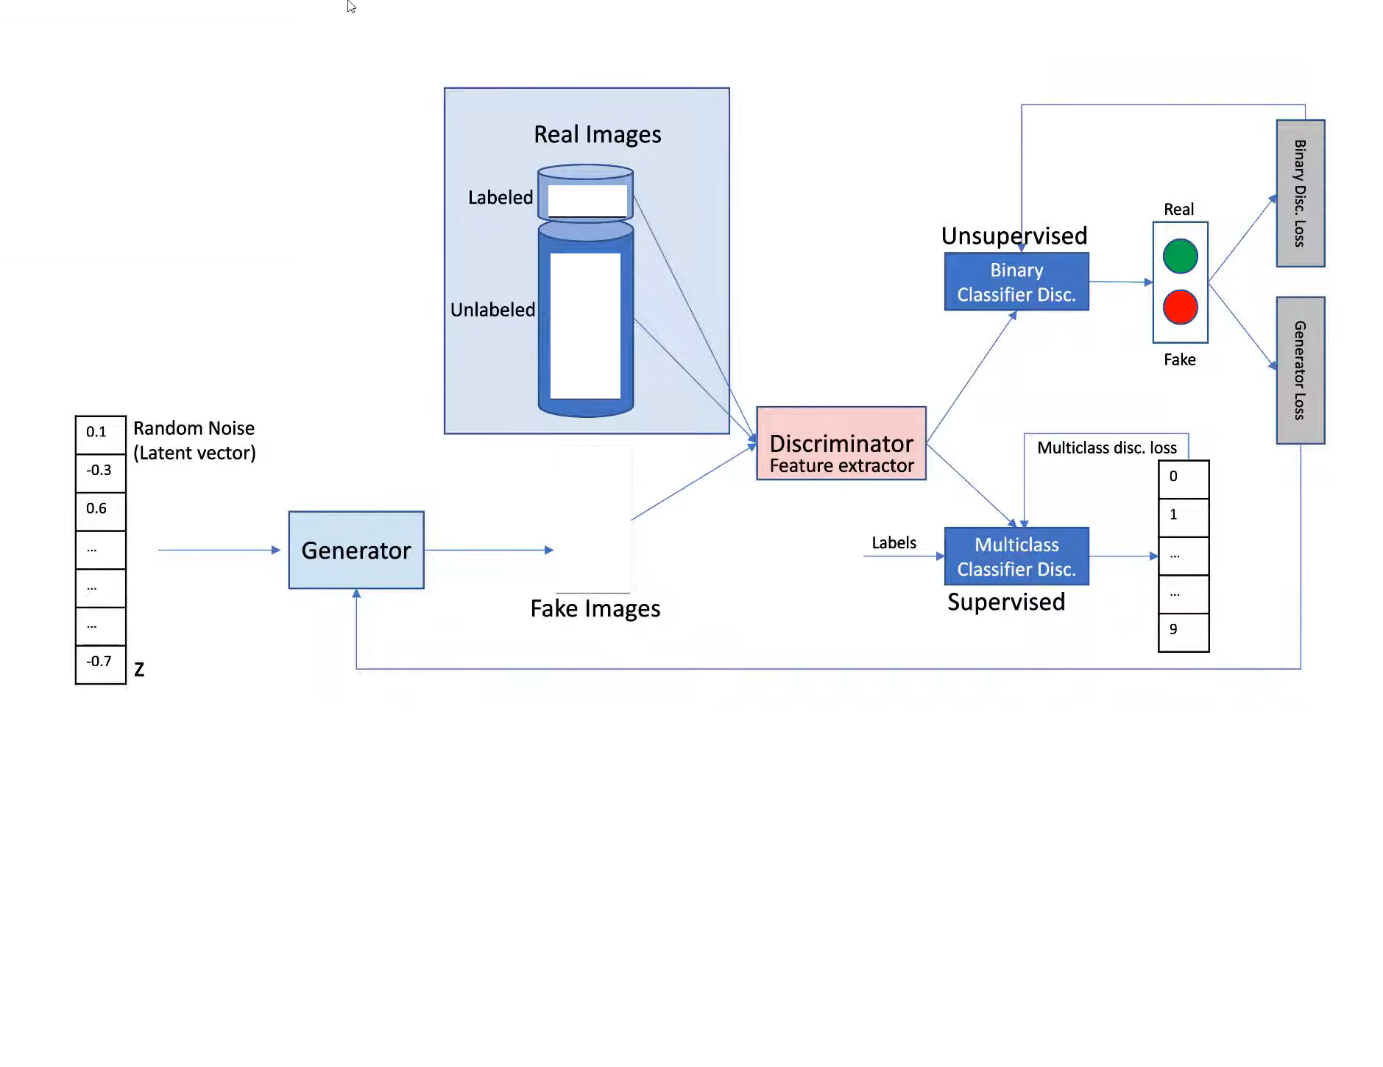 Real Images
Labeled
Unlabeled
Binary Disc. Loss
Real
Unsupervised
Binary
Classifier Disc.
Fake
Generator Loss
0.1
-0.3
0.6
...
...
...
-0.7
Random Noise
(Latent vector)
Z
Discriminator
Feature extractor
Multiclass disc. loss
Generator
Fake Images
Labels
Multiclass
Classifier Disc.
Supervised
0
1
...
...
9